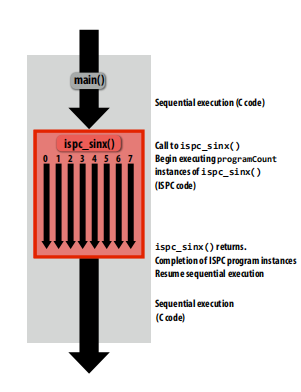 main()
Sequential execution (C code)
ispc_sinx()
0 1 2 3 4 5 6 7
Call to ispc_sinx()
Begin executing programCount
instances of ispc_sinx()
(ISPC code)
ispc_sinx() returns.
Completion of ISPC program instances
Resume sequential execution
Sequential execution
(C code)